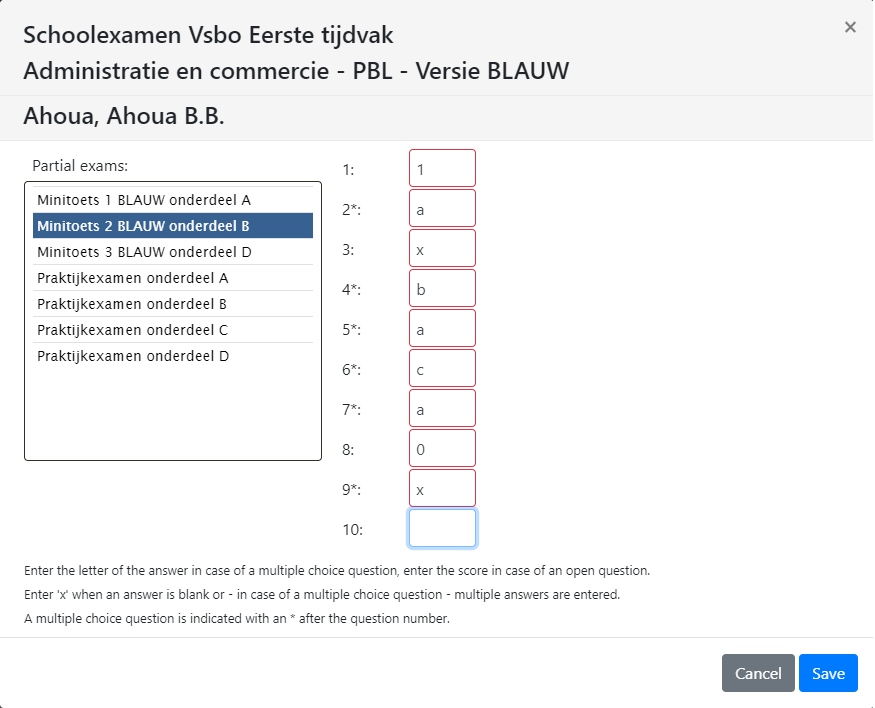 Schoolexamen Vsbo Eerste tijdvak
×
Administratie en commercie - PBL - Versie BLAUW
Ahoua, Ahoua B.B.
Partial exams:
Minitoets 1 BLAUW onderdeel A
Minitoets 2 BLAUW onderdeel B
Minitoets 3 BLAUW onderdeel D
Praktijkexamen onderdeel A
Praktijkexamen onderdeel B
Praktijkexamen onderdeel C
Praktijkexamen onderdeel D
1: 1
2*: a
3: x
4*: b
5*: a
6*: c
7*: a
8: 0
9*: x
10:
Enter the letter of the answer in case of a multiple choice question, enter the score in case of an open question.
Enter 'x' when an answer is blank or - in case of a multiple choice question - multiple answers are entered.
A multiple choice question is indicated with an * after the question number.
Cancel Save